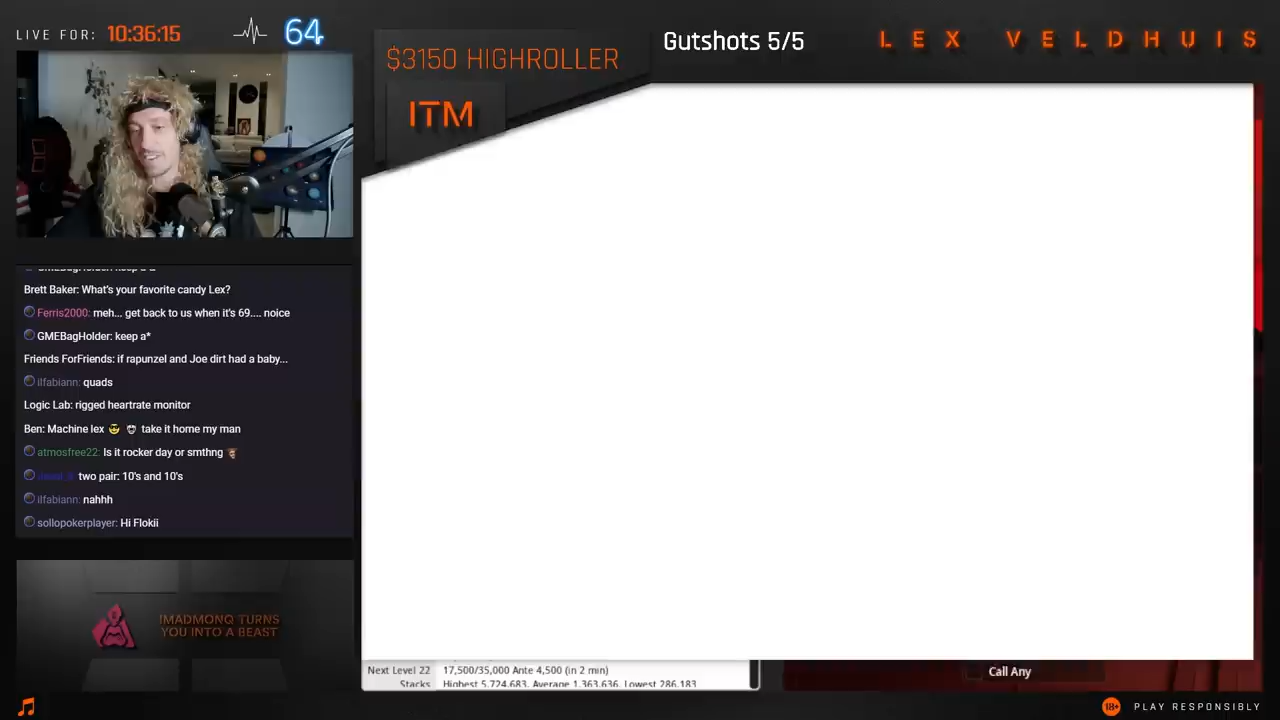 LIVE FOR: 10:36:15
64
$3150 HIGHROLLER
ITM
Gutshots 5/5
LEX VELDHUIS
GMEBagHolder: keep a a
Brett Baker: What's your favorite candy Lex?
Ferris2000: meh... get back to us when it's 69.... noice
GMEBagHolder: keep a*
Friends ForFriends: if rapunzel and Joe dirt had a baby...
ilfabiann: quads
Logic Lab: rigged heartrate monitor
Ben: Machine lex 😎 take it home my man
atmosfree22: Is it rocker day or smthng
two pair: 10's and 10's
ilfabiann: nahhh
sollopokerplayer: Hi Flokii
IMADMONQ TURNS
YOU INTO A BEAST
Next Level 22 17,500/35,000 Ante 4,500 (in 2 min)
Stacks Highest 5,724,683, Average 1,363,636, Lowest 286,183
Call Any
18+ PLAY RESPONSIBLY